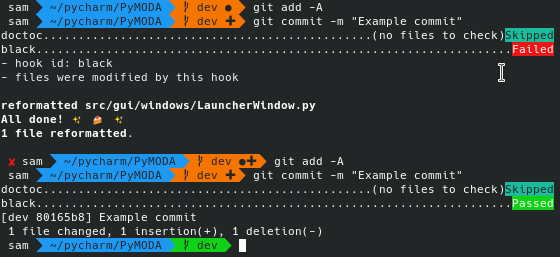 sam ~/pycharm/PyMODA dev ● git add -A
sam ~/pycharm/PyMODA dev ✚ git commit -m "Example commit"
doctoc.................................................(no files to check)Skipped
black....................................................................Failed
- hook id: black
- files were modified by this hook
reformatted src/gui/windows/LauncherWindow.py
All done! ✨ 🍰 ✨
1 file reformatted.
✘ sam ~/pycharm/PyMODA dev ●✚ git add -A
sam ~/pycharm/PyMODA dev ✚ git commit -m "Example commit"
doctoc.................................................(no files to check)Skipped
black....................................................................Passed
[dev 80165b8] Example commit
1 file changed, 1 insertion(+), 1 deletion(-)
sam ~/pycharm/PyMODA dev